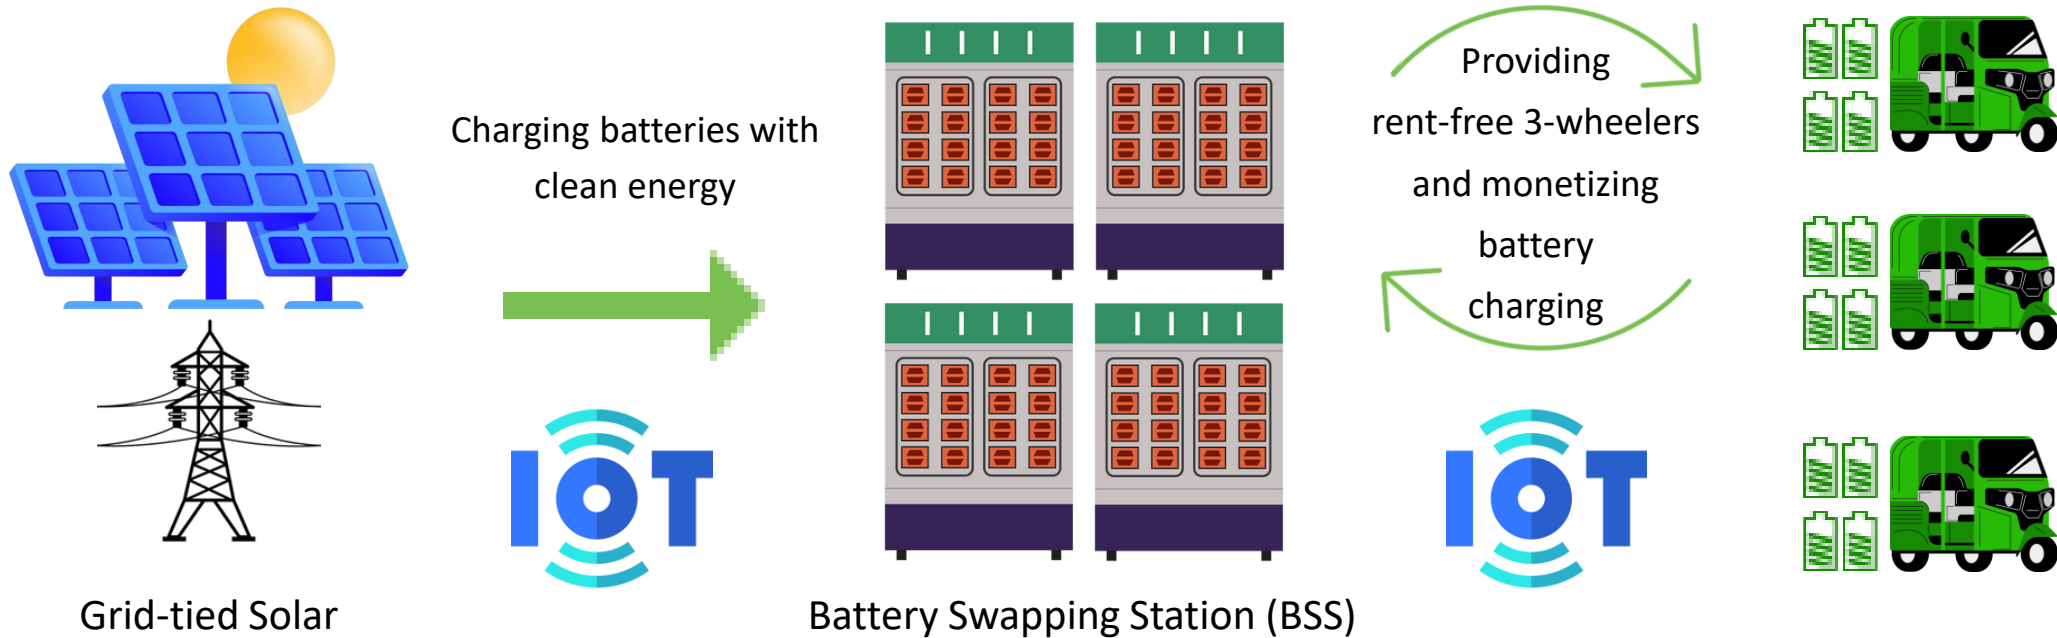 Charging batteries with
clean energy
Providing
rent-free 3-wheelers
and monetizing
battery
charging
IOT
IOT
Grid-tied Solar
Battery Swapping Station (BSS)